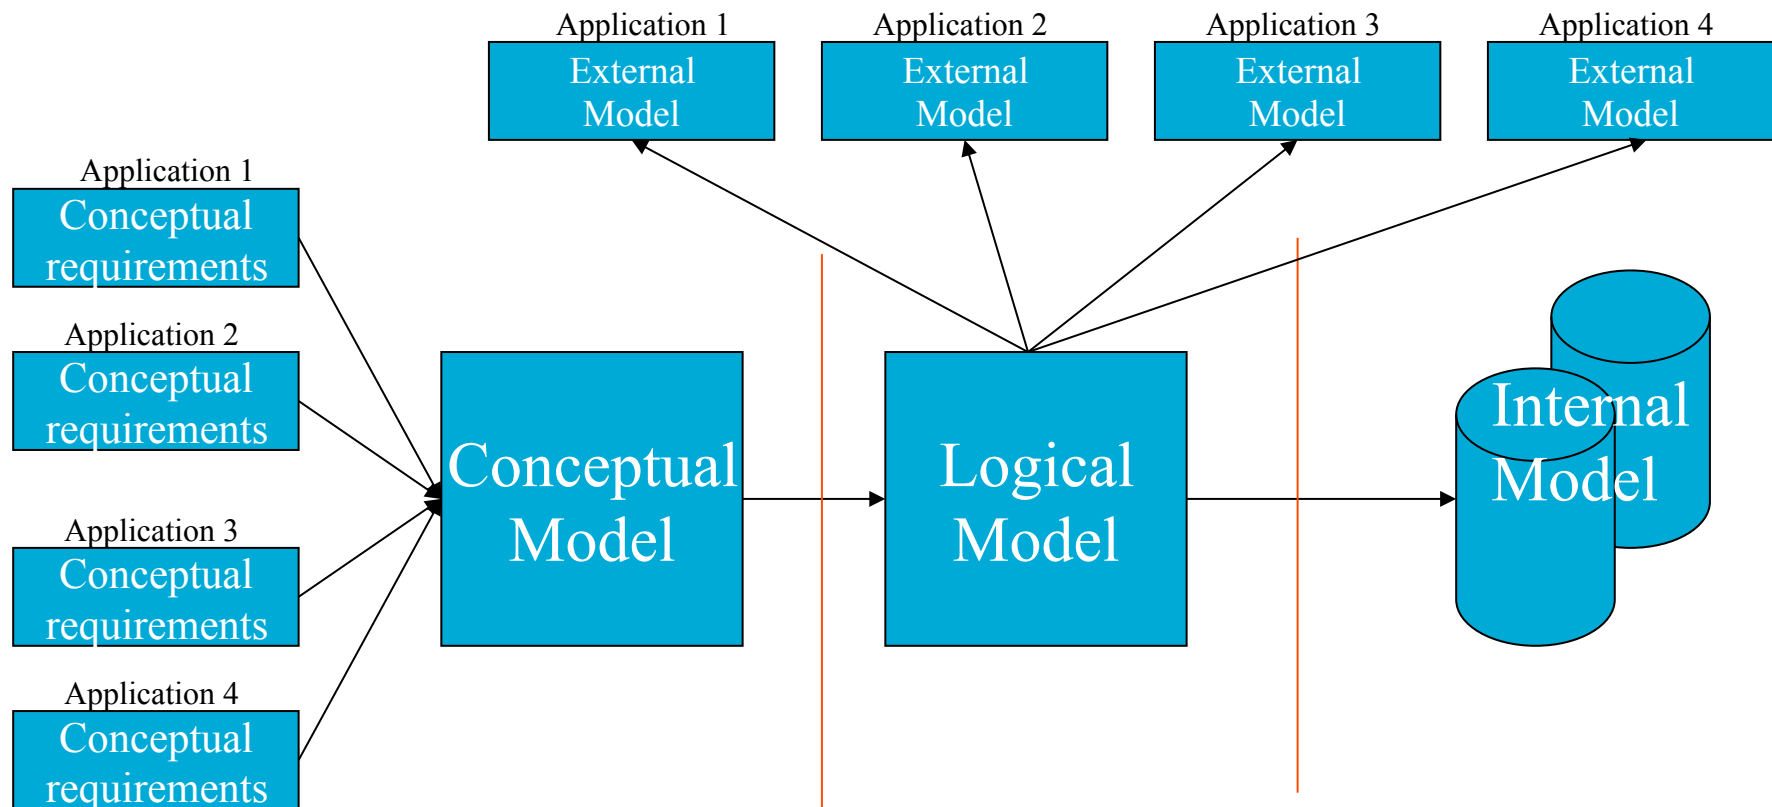 Application 1
External
Model
Application 2
External
Model
Application 3
External
Model
Application 4
External
Model
Application 1
Conceptual
requirements
Application 2
Conceptual
requirements
Application 3
Conceptual
requirements
Application 4
Conceptual
requirements
Conceptual
Model
Logical
Model
Internal
Model